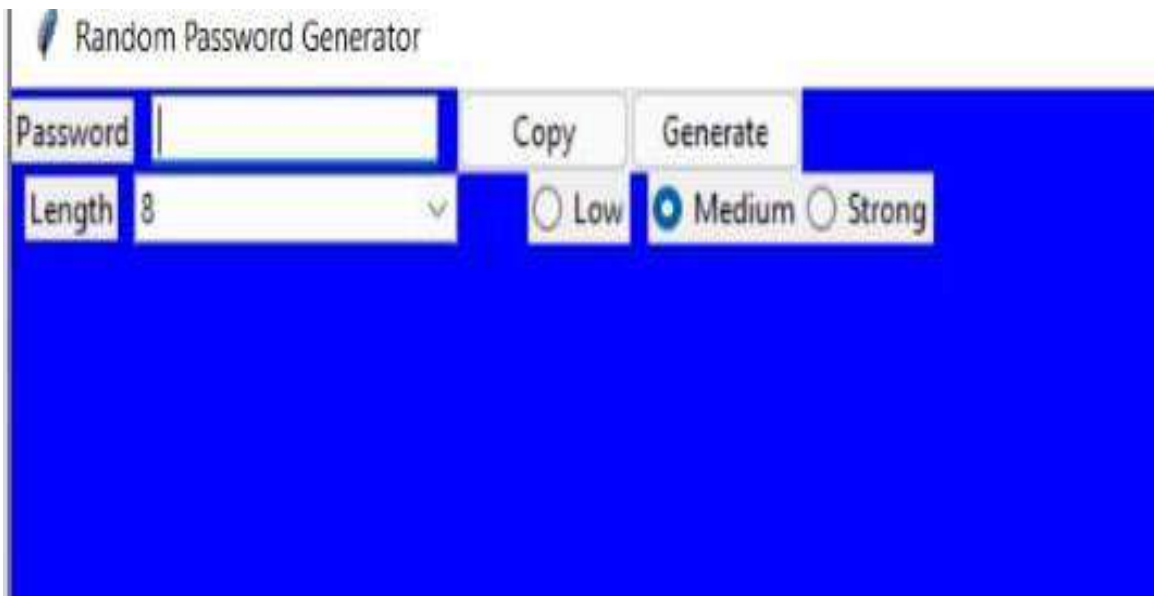 Random Password Generator
Password Copy Generate
Length 8 Low Medium Strong